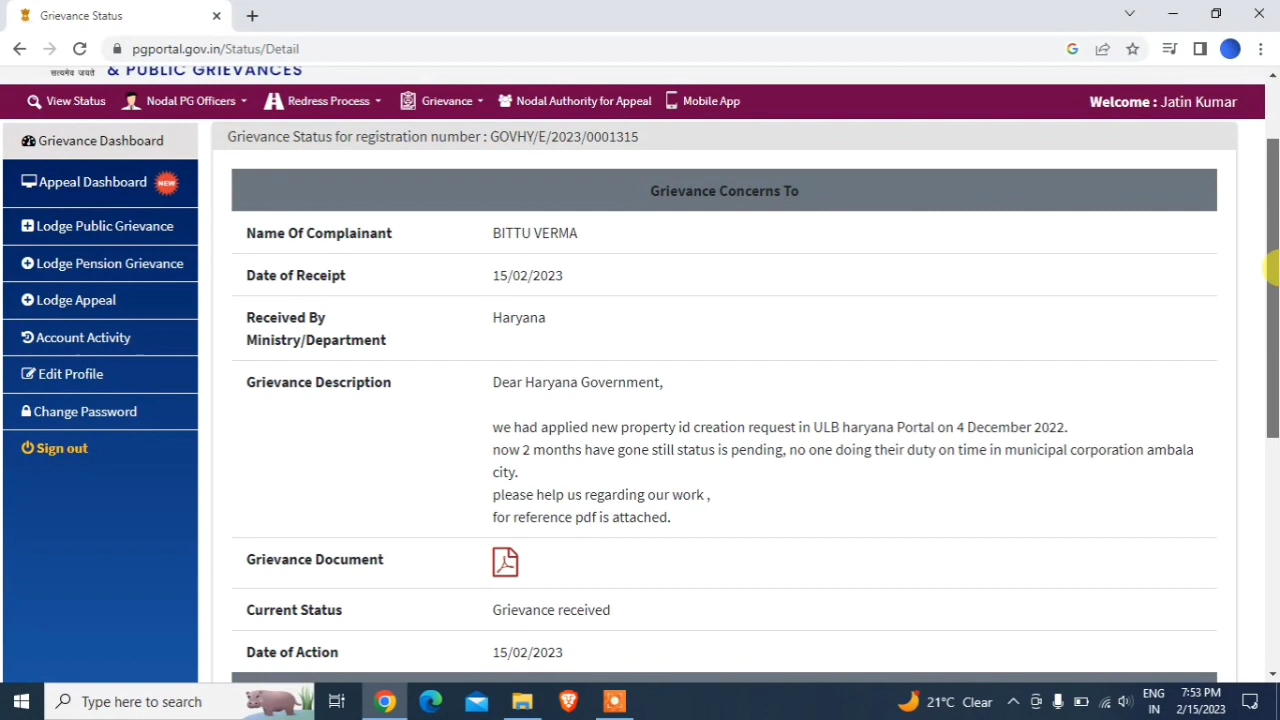 Grievance Status
pgportal.gov.in/Status/Detail
सत्यमेव जयते & PUBLIC GRIEVANCES
View Status Nodal PG Officers Redress Process Grievance Nodal Authority for Appeal Mobile App Welcome : Jatin Kumar
Grievance Dashboard
Appeal Dashboard NEW
Lodge Public Grievance
Lodge Pension Grievance
Lodge Appeal
Account Activity
Edit Profile
Change Password
Sign out
Grievance Status for registration number : GOVHY/E/2023/0001315
Grievance Concerns To
Name Of Complainant BITTU VERMA
Date of Receipt 15/02/2023
Received By Haryana
Ministry/Department
Grievance Description Dear Haryana Government,
we had applied new property id creation request in ULB haryana Portal on 4 December 2022.
now 2 months have gone still status is pending, no one doing their duty on time in municipal corporation ambala
city.
please help us regarding our work ,
for reference pdf is attached.
Grievance Document
Current Status Grievance received
Date of Action 15/02/2023
Type here to search
21°C Clear
ENG
IN
7:53 PM
2/15/2023